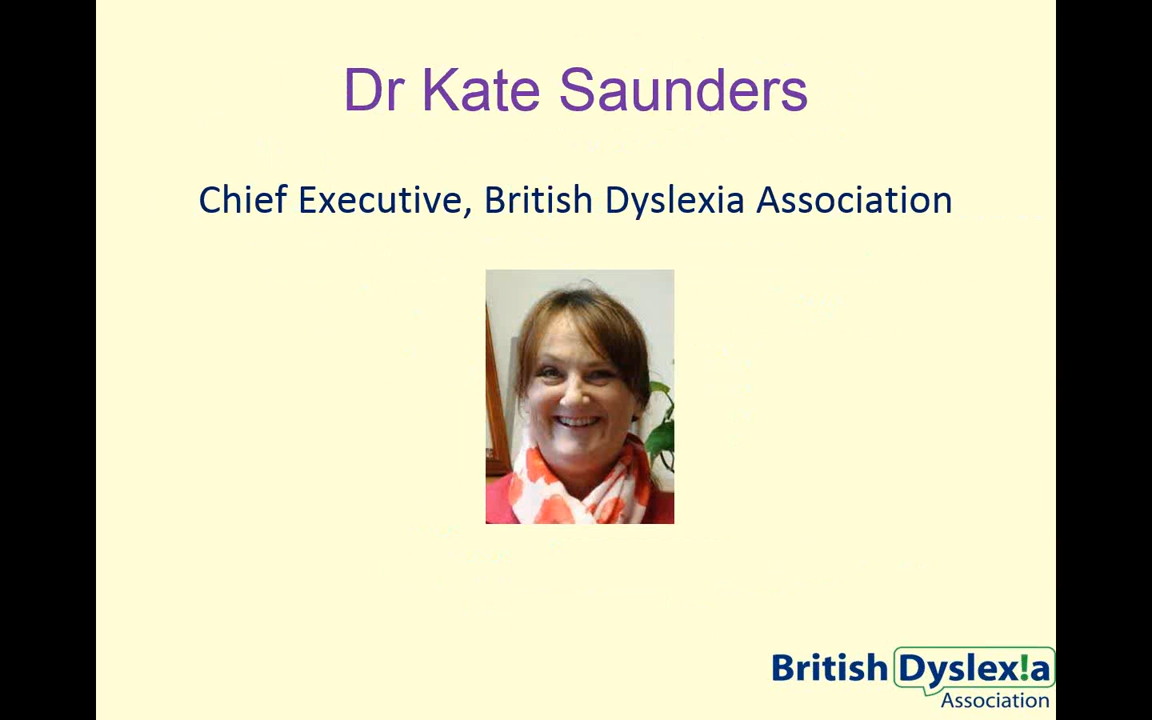 Dr Kate Saunders
Chief Executive, British Dyslexia Association
British Dyslex!a
Association